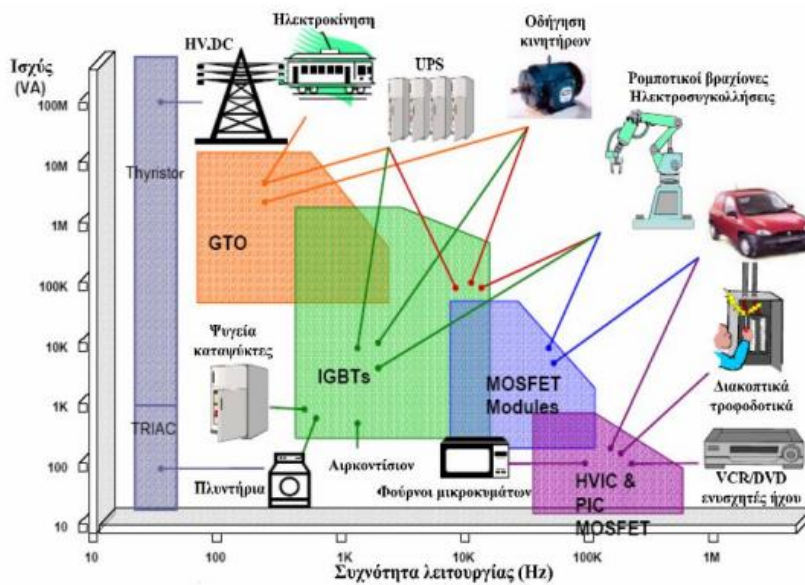 Ηλεκτροκίνηση
Οδήγηση
κινητήρων
HV.DC
UPS
Ισχύς
(VA)
Ρομποτικοί βραχίονες
Ηλεκτροσυγκολλήσεις
100M
10M
1M
100K
10K
1K
100
10
Thyristor
TRIAC
GTO
IGBTs
MOSFET
Modules
HVIC &
PIC
MOSFET
Ψυγεία
καταψύκτες
Πλυντήρια
Αιρκοντίσιον
Φούρνοι μικροκυμάτων
Διακοπτικά
τροφοδοτικά
VCR/DVD
ενυσχητές ήχου
10
100
1K
10K
100K
1M
Συχνότητα λειτουργίας (Hz)